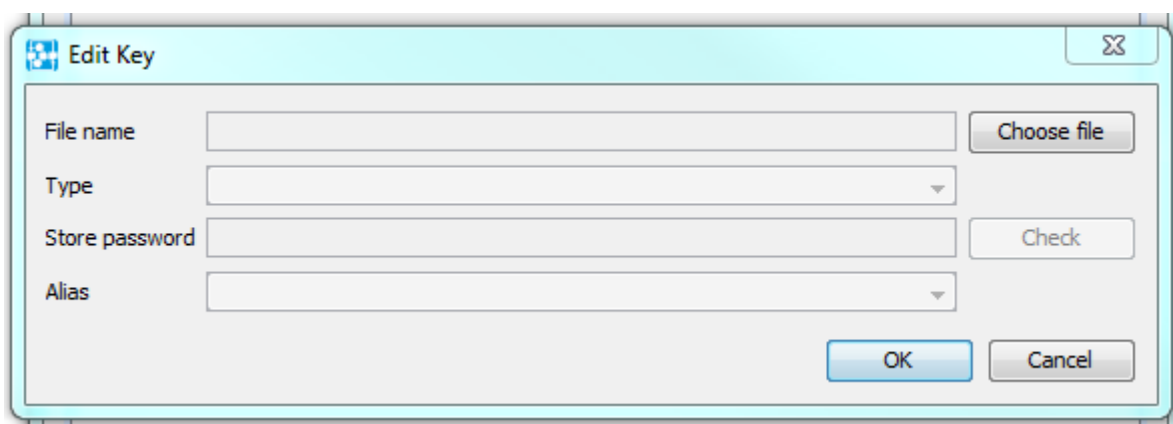 Edit Key
File name Choose file
Type
Store password Check
Alias
OK Cancel